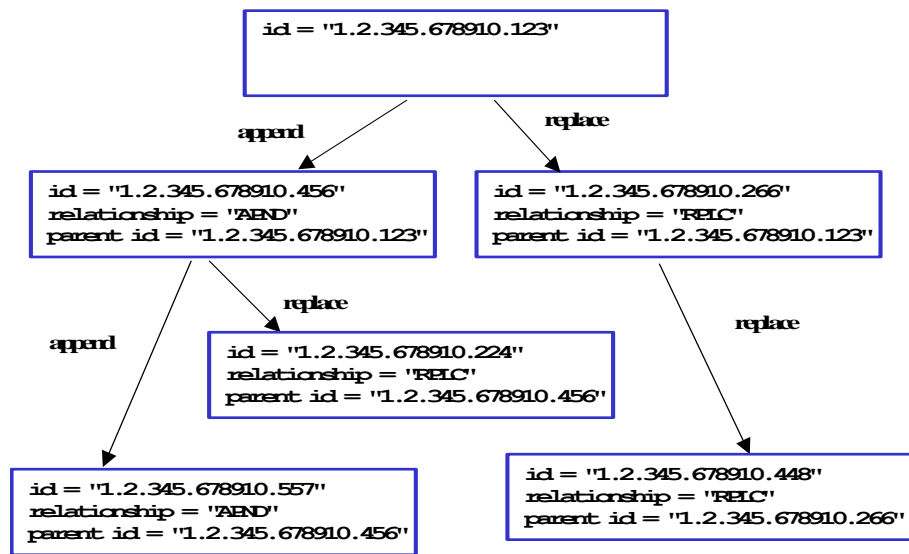 id = "1.2.345.678910.123"
append
replace
id = "1.2.345.678910.456"
relationship = "APND"
parent id = "1.2.345.678910.123"
id = "1.2.345.678910.266"
relationship = "RPLC"
parent id = "1.2.345.678910.123"
append
replace
replace
id = "1.2.345.678910.224"
relationship = "RPLC"
parent id = "1.2.345.678910.456"
id = "1.2.345.678910.557"
relationship = "APND"
parent id = "1.2.345.678910.456"
id = "1.2.345.678910.448"
relationship = "RPLC"
parent id = "1.2.345.678910.266"